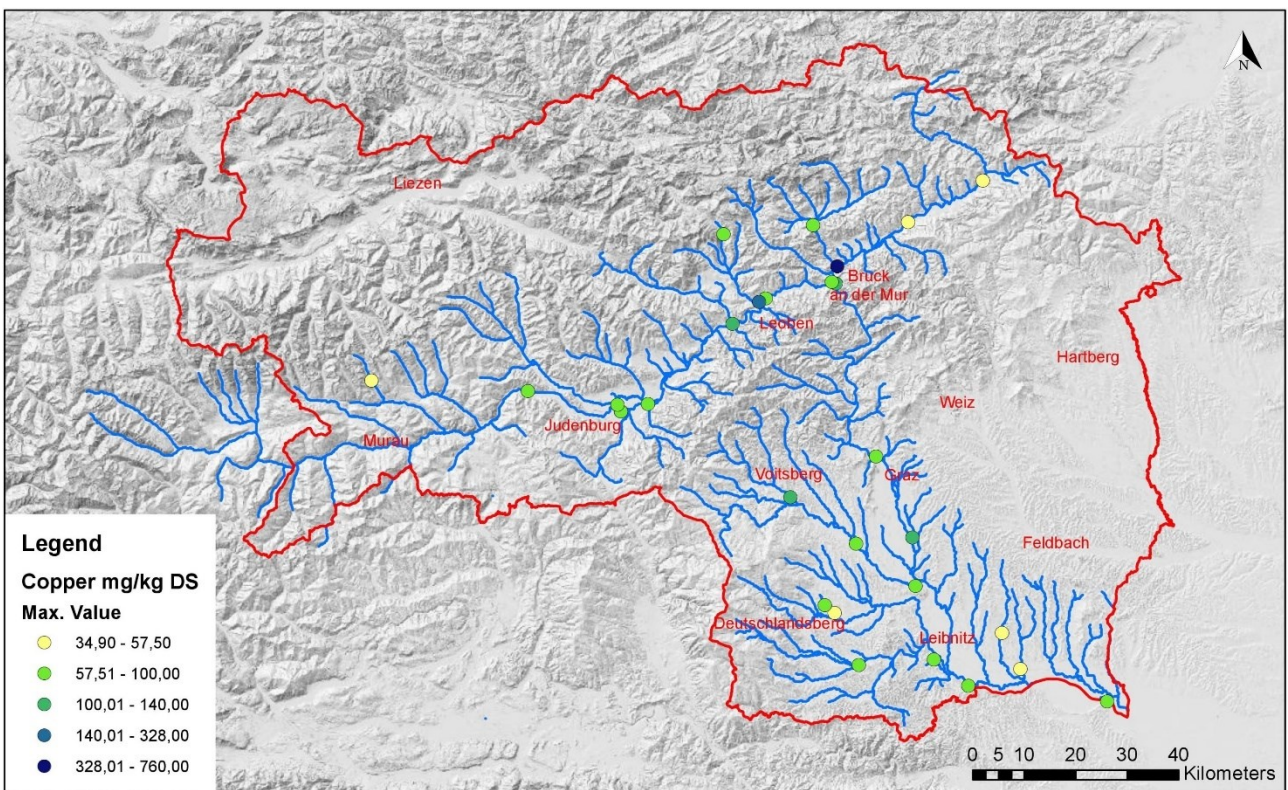 N
Liezen
Bruck
an der Mur
Leoben
Hartberg
Weiz
Judenburg
Murau
Voitsberg
Graz
Feldbach
Deutschlandsberg
Leibnitz
Legend
Copper mg/kg DS
Max. Value
34,90 - 57,50
57,51 - 100,00
100,01 - 140,00
140,01 - 328,00
328,01 - 760,00
0 5 10 20 30 40
Kilometers